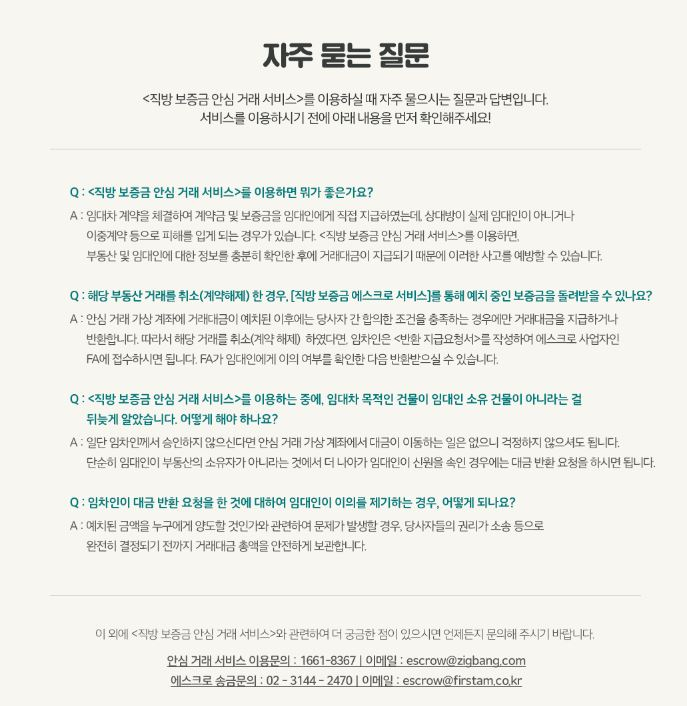 자주 묻는 질문
<직방 보증금 안심 거래 서비스>를 이용하실 때 자주 물으시는 질문과 답변입니다.
서비스를 이용하시기 전에 아래 내용을 먼저 확인해주세요!
Q : <직방 보증금 안심 거래 서비스>를 이용하면 뭐가 좋은가요?
A : 임대차 계약을 체결하여 계약금 및 보증금을 임대인에게 직접 지급하였는데, 상대방이 실제 임대인이 아니거나
이중계약 등으로 피해를 입게 되는 경우가 있습니다. <직방 보증금 안심 거래 서비스>를 이용하면,
부동산 및 임대인에 대한 정보를 충분히 확인한 후에 거래대금이 지급되기 때문에 이러한 사고를 예방할 수 있습니다.
Q : 해당 부동산 거래를 취소(계약해제) 한 경우, [직방 보증금 에스크로 서비스]를 통해 예치 중인 보증금을 돌려받을 수 있나요?
A : 안심 거래 가상 계좌에 거래대금이 예치된 이후에는 당사자 간 합의한 조건을 충족하는 경우에만 거래대금을 지급하거나
반환합니다. 따라서 해당 거래를 취소(계약 해제) 하였다면, 임차인은 <반환 지급요청서>를 작성하여 에스크로 사업자인
FA에 접수하시면 됩니다. FA가 임대인에게 이의 여부를 확인한 다음 반환받으실 수 있습니다.
Q : <직방 보증금 안심 거래 서비스>를 이용하는 중에, 임대차 목적인 건물이 임대인 소유 건물이 아니라는 걸
뒤늦게 알았습니다. 어떻게 해야 하나요?
A : 일단 임차인께서 승인하지 않으신다면 안심 거래 가상 계좌에서 대금이 이동하는 일은 없으니 걱정하지 않으셔도 됩니다.
단순히 임대인이 부동산의 소유자가 아니라는 것에서 더 나아가 임대인이 신원을 속인 경우에는 대금 반환 요청을 하시면 됩니다.
Q : 임차인이 대금 반환 요청을 한 것에 대하여 임대인이 이의를 제기하는 경우, 어떻게 되나요?
A : 예치된 금액을 누구에게 양도할 것인가와 관련하여 문제가 발생할 경우, 당사자들의 권리가 소송 등으로
완전히 결정되기 전까지 거래대금 총액을 안전하게 보관합니다.
이 외에 <직방 보증금 안심 거래 서비스>와 관련하여 더 궁금한 점이 있으시면 언제든지 문의해 주시기 바랍니다.
안심 거래 서비스 이용문의 : 1661-8367 | 이메일 : escrow@zigbang.com
에스크로 송금문의 : 02 - 3144 - 2470 | 이메일 : escrow@firstam.co.kr